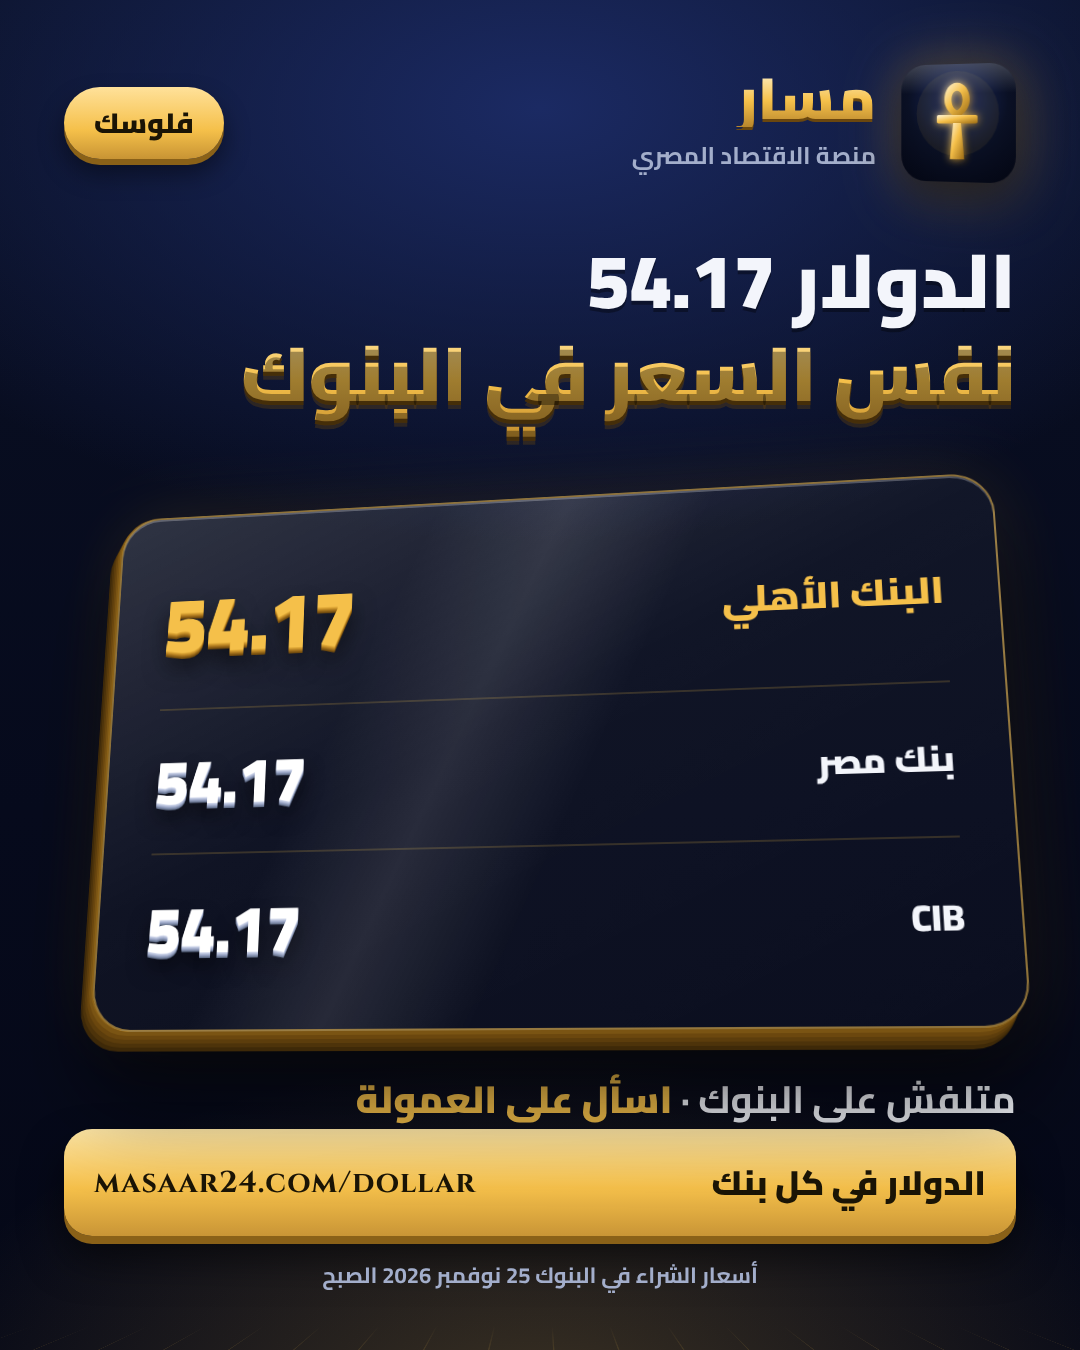 مسار
منصة الاقتصاد المصري
فلوسك
الدولار 54.17
نفس السعر في البنوك
البنك الأهلي 54.17
بنك مصر 54.17
CIB 54.17
متلفش على البنوك · اسأل على العمولة
الدولار في كل بنك MASAAR24.COM/DOLLAR
أسعار الشراء في البنوك 25 نوفمبر 2026 الصبح